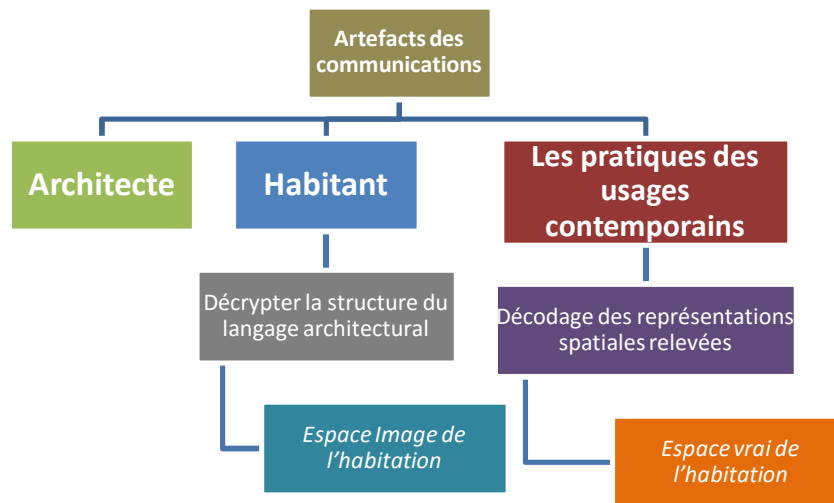 Artefacts des
communications
Architecte
Habitant
Les pratiques des
usages
contemporains
Décrypter la structure du
langage architectural
Décodage des représentations
spatiales relevées
Espace Image de
l’habitation
Espace vrai de
l’habitation